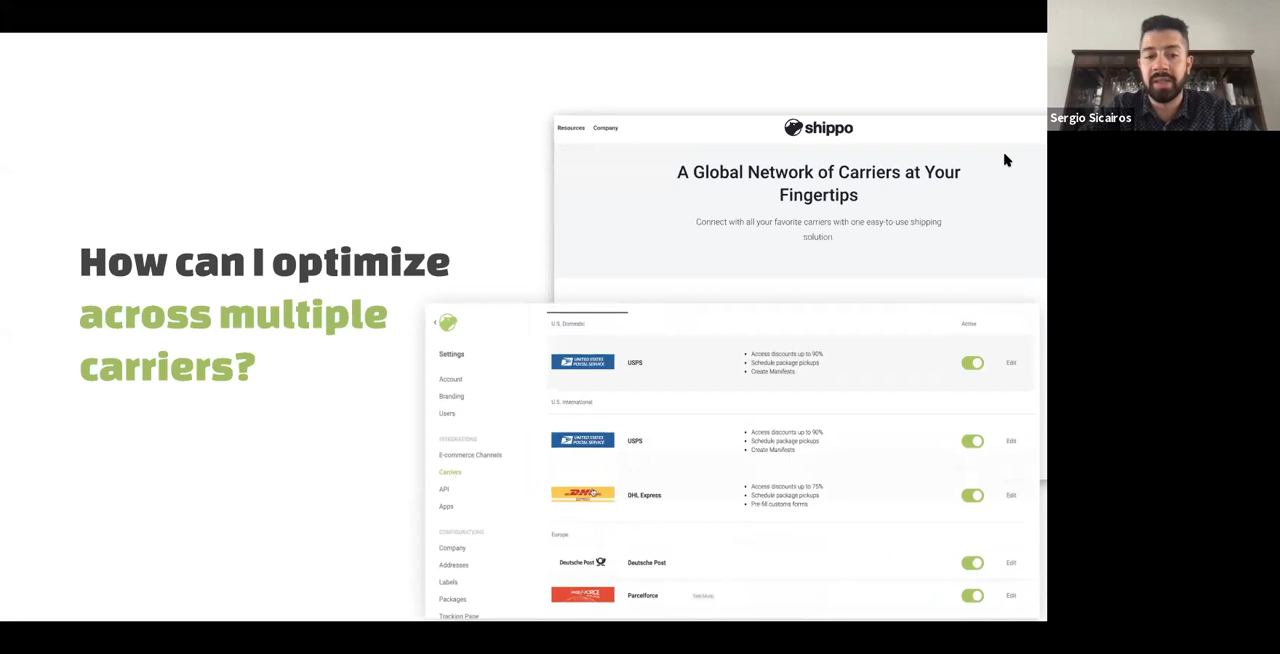 How can I optimize
across multiple
carriers?
Resources Company
shippo
A Global Network of Carriers at Your
Fingertips
Connect with all your favorite carriers with one easy-to-use shipping
solution
Settings
Account
Branding
Users
INTEGRATIONS
E-commerce Channels
Carriers
API
Apps
CONFIGURATIONS
Company
Addresses
Labels
Packages
Tracking Page
U.S. Domestic Active
UNITED STATES
POSTAL SERVICE
USPS
• Access discounts up to 90%
• Schedule package pickups
• Create Manifests
Edit
U.S. International
UNITED STATES
POSTAL SERVICE
USPS
• Access discounts up to 90%
• Schedule package pickups
• Create Manifests
Edit
DHL
EXPRESS
DHL Express
• Access discounts up to 75%
• Schedule package pickups
• Pre-fill customs forms
Edit
Europe
Deutsche Post
Deutsche Post
Edit
Parcelforce
Edit
Sergio Sicairos